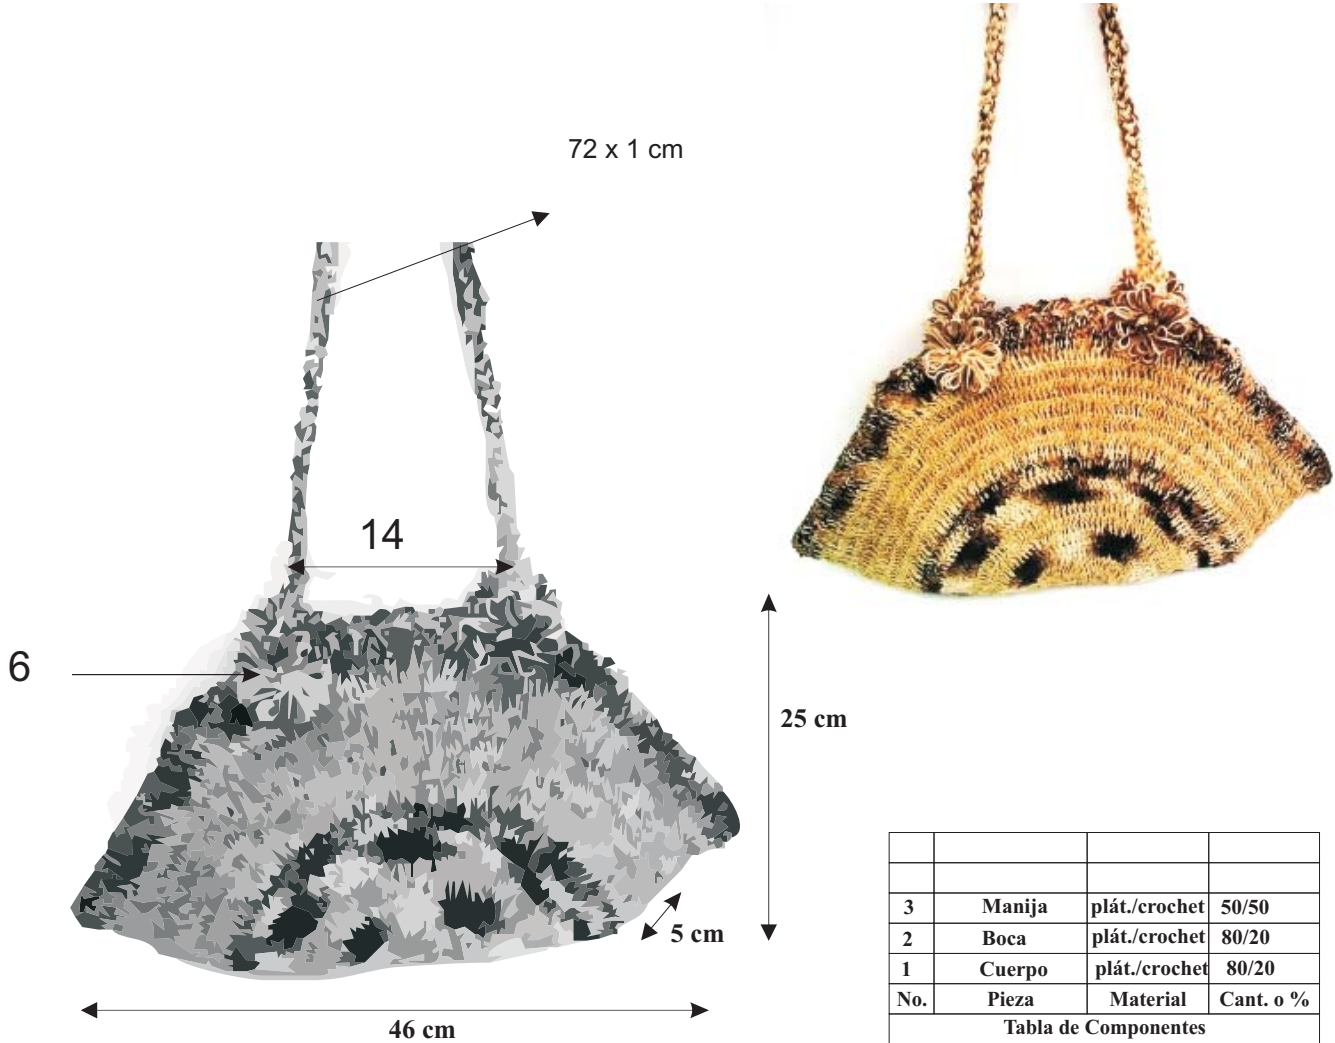 72 x 1 cm
14
6
25 cm
5 cm
46 cm
3 Manija plát./crochet 50/50
2 Boca plát./crochet 80/20
1 Cuerpo plát./crochet 80/20
No. Pieza Material Cant. o %
Tabla de Componentes